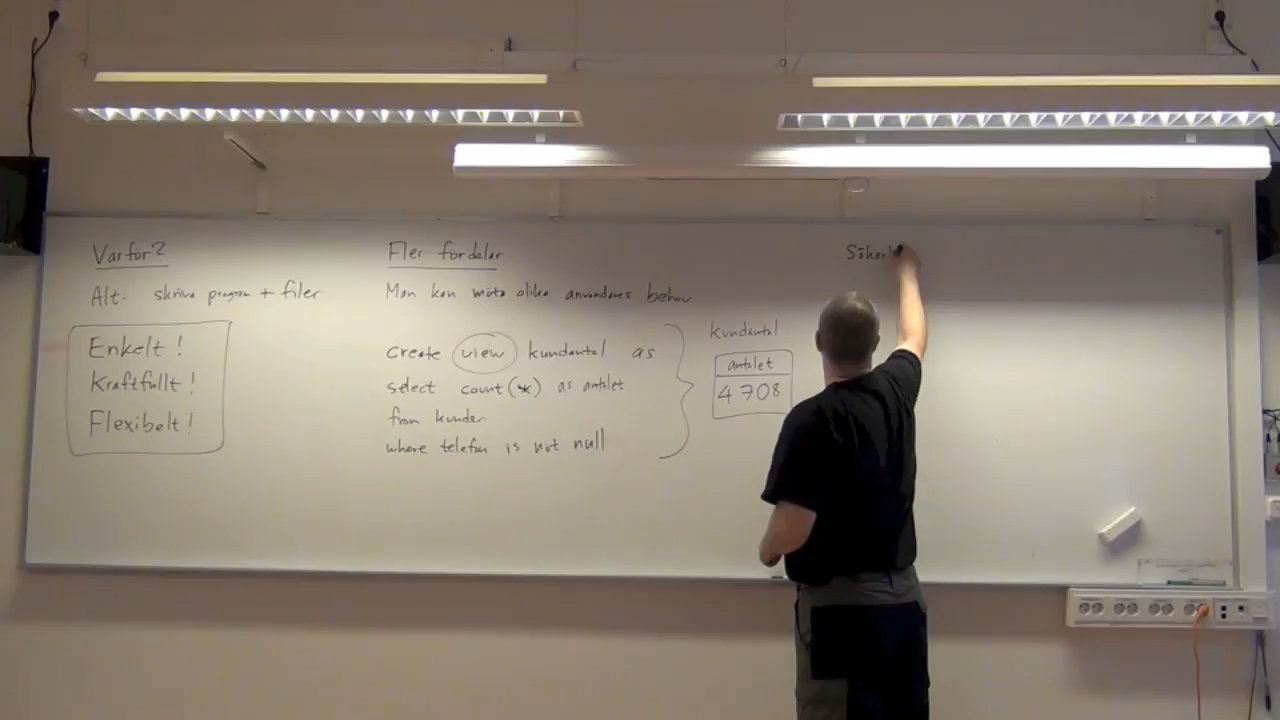 Varför?
Alt: skriva program + filer
Enkelt!
Kraftfullt!
Flexibelt!
Fler fördelar
Man kan möta olika användares behov
create view kundantal as
select count(*) as antalet
from kunder
where telefon is not null
kundantal
antalet
4708
Säkerh